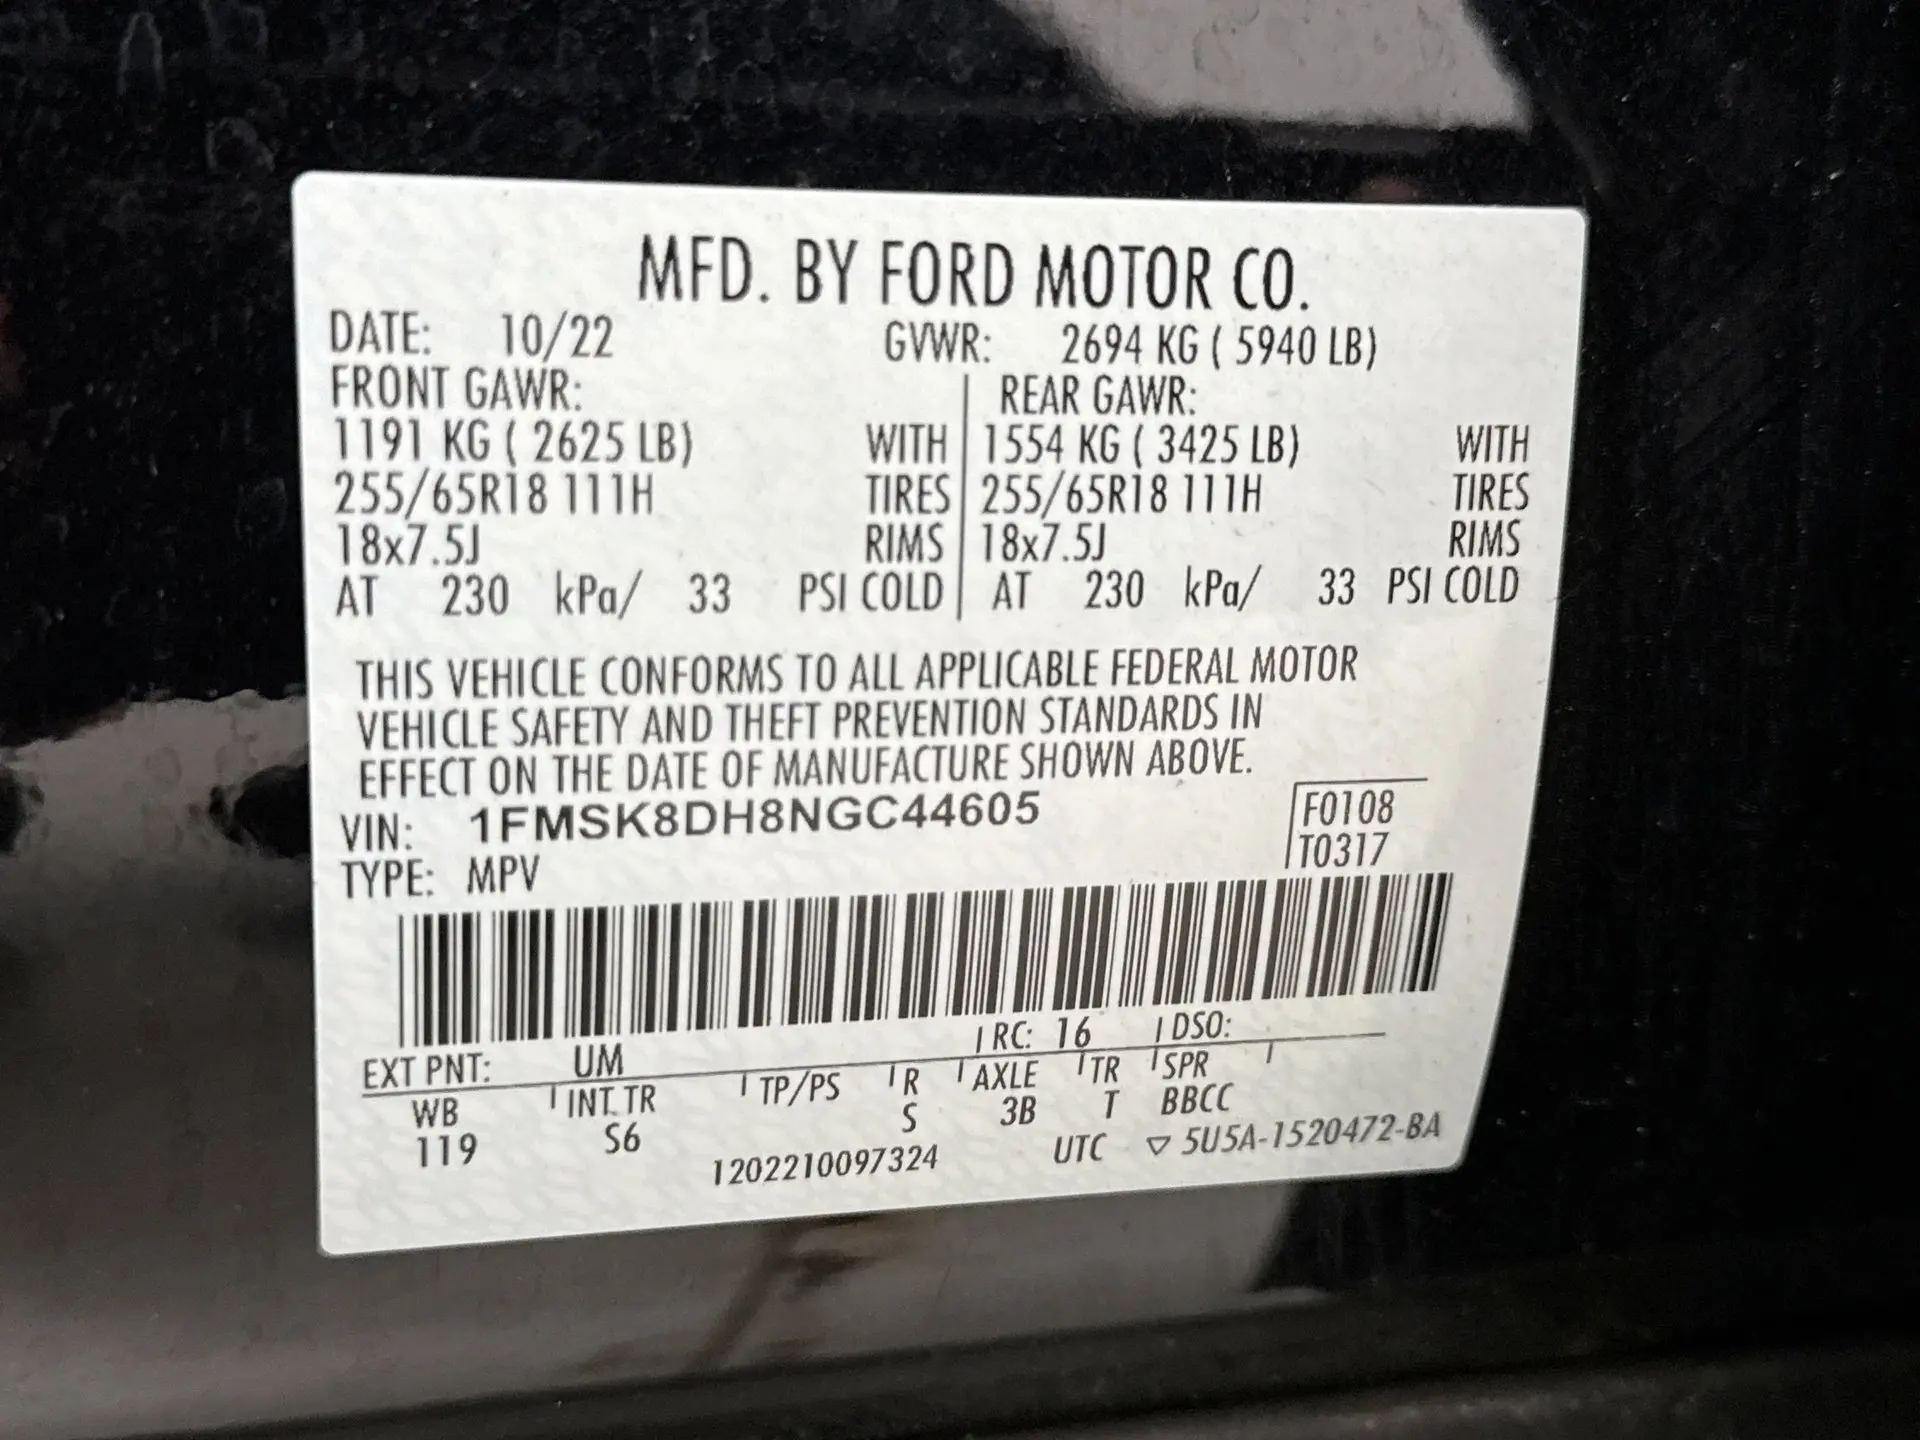 MFD. BY FORD MOTOR CO.
DATE: 10/22 GVWR: 2694 KG ( 5940 LB)
FRONT GAWR: REAR GAWR:
1191 KG ( 2625 LB) WITH 1554 KG ( 3425 LB) WITH
255/65R18 111H TIRES 255/65R18 111H TIRES
18x7.5J RIMS 18x7.5J RIMS
AT 230 kPa/ 33 PSI COLD AT 230 kPa/ 33 PSI COLD
THIS VEHICLE CONFORMS TO ALL APPLICABLE FEDERAL MOTOR
VEHICLE SAFETY AND THEFT PREVENTION STANDARDS IN
EFFECT ON THE DATE OF MANUFACTURE SHOWN ABOVE.
VIN: 1FMSK8DH8NGC44605 F0108
TYPE: MPV T0317
EXT PNT: UM RC: 16 DSO:
WB INT TR TP/PS R AXLE TR SPR
119 S6 S 3B T BBCC
1202210097324 UTC ▽ 5U5A-1520472-BA